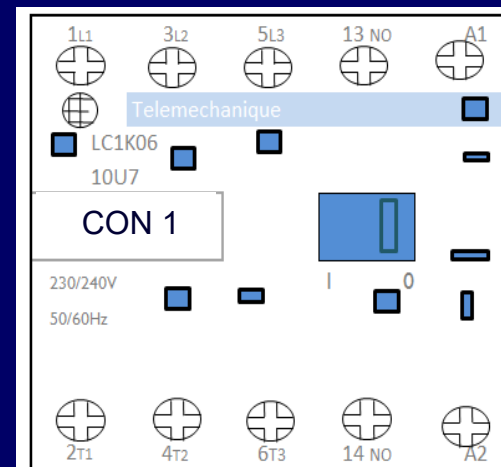 1L1 3L2 5L3 13 NO A1
Telemechanique
LC1K06
10U7
CON 1
230/240V
I 0
50/60Hz
2T1 4T2 6T3 14 NO A2